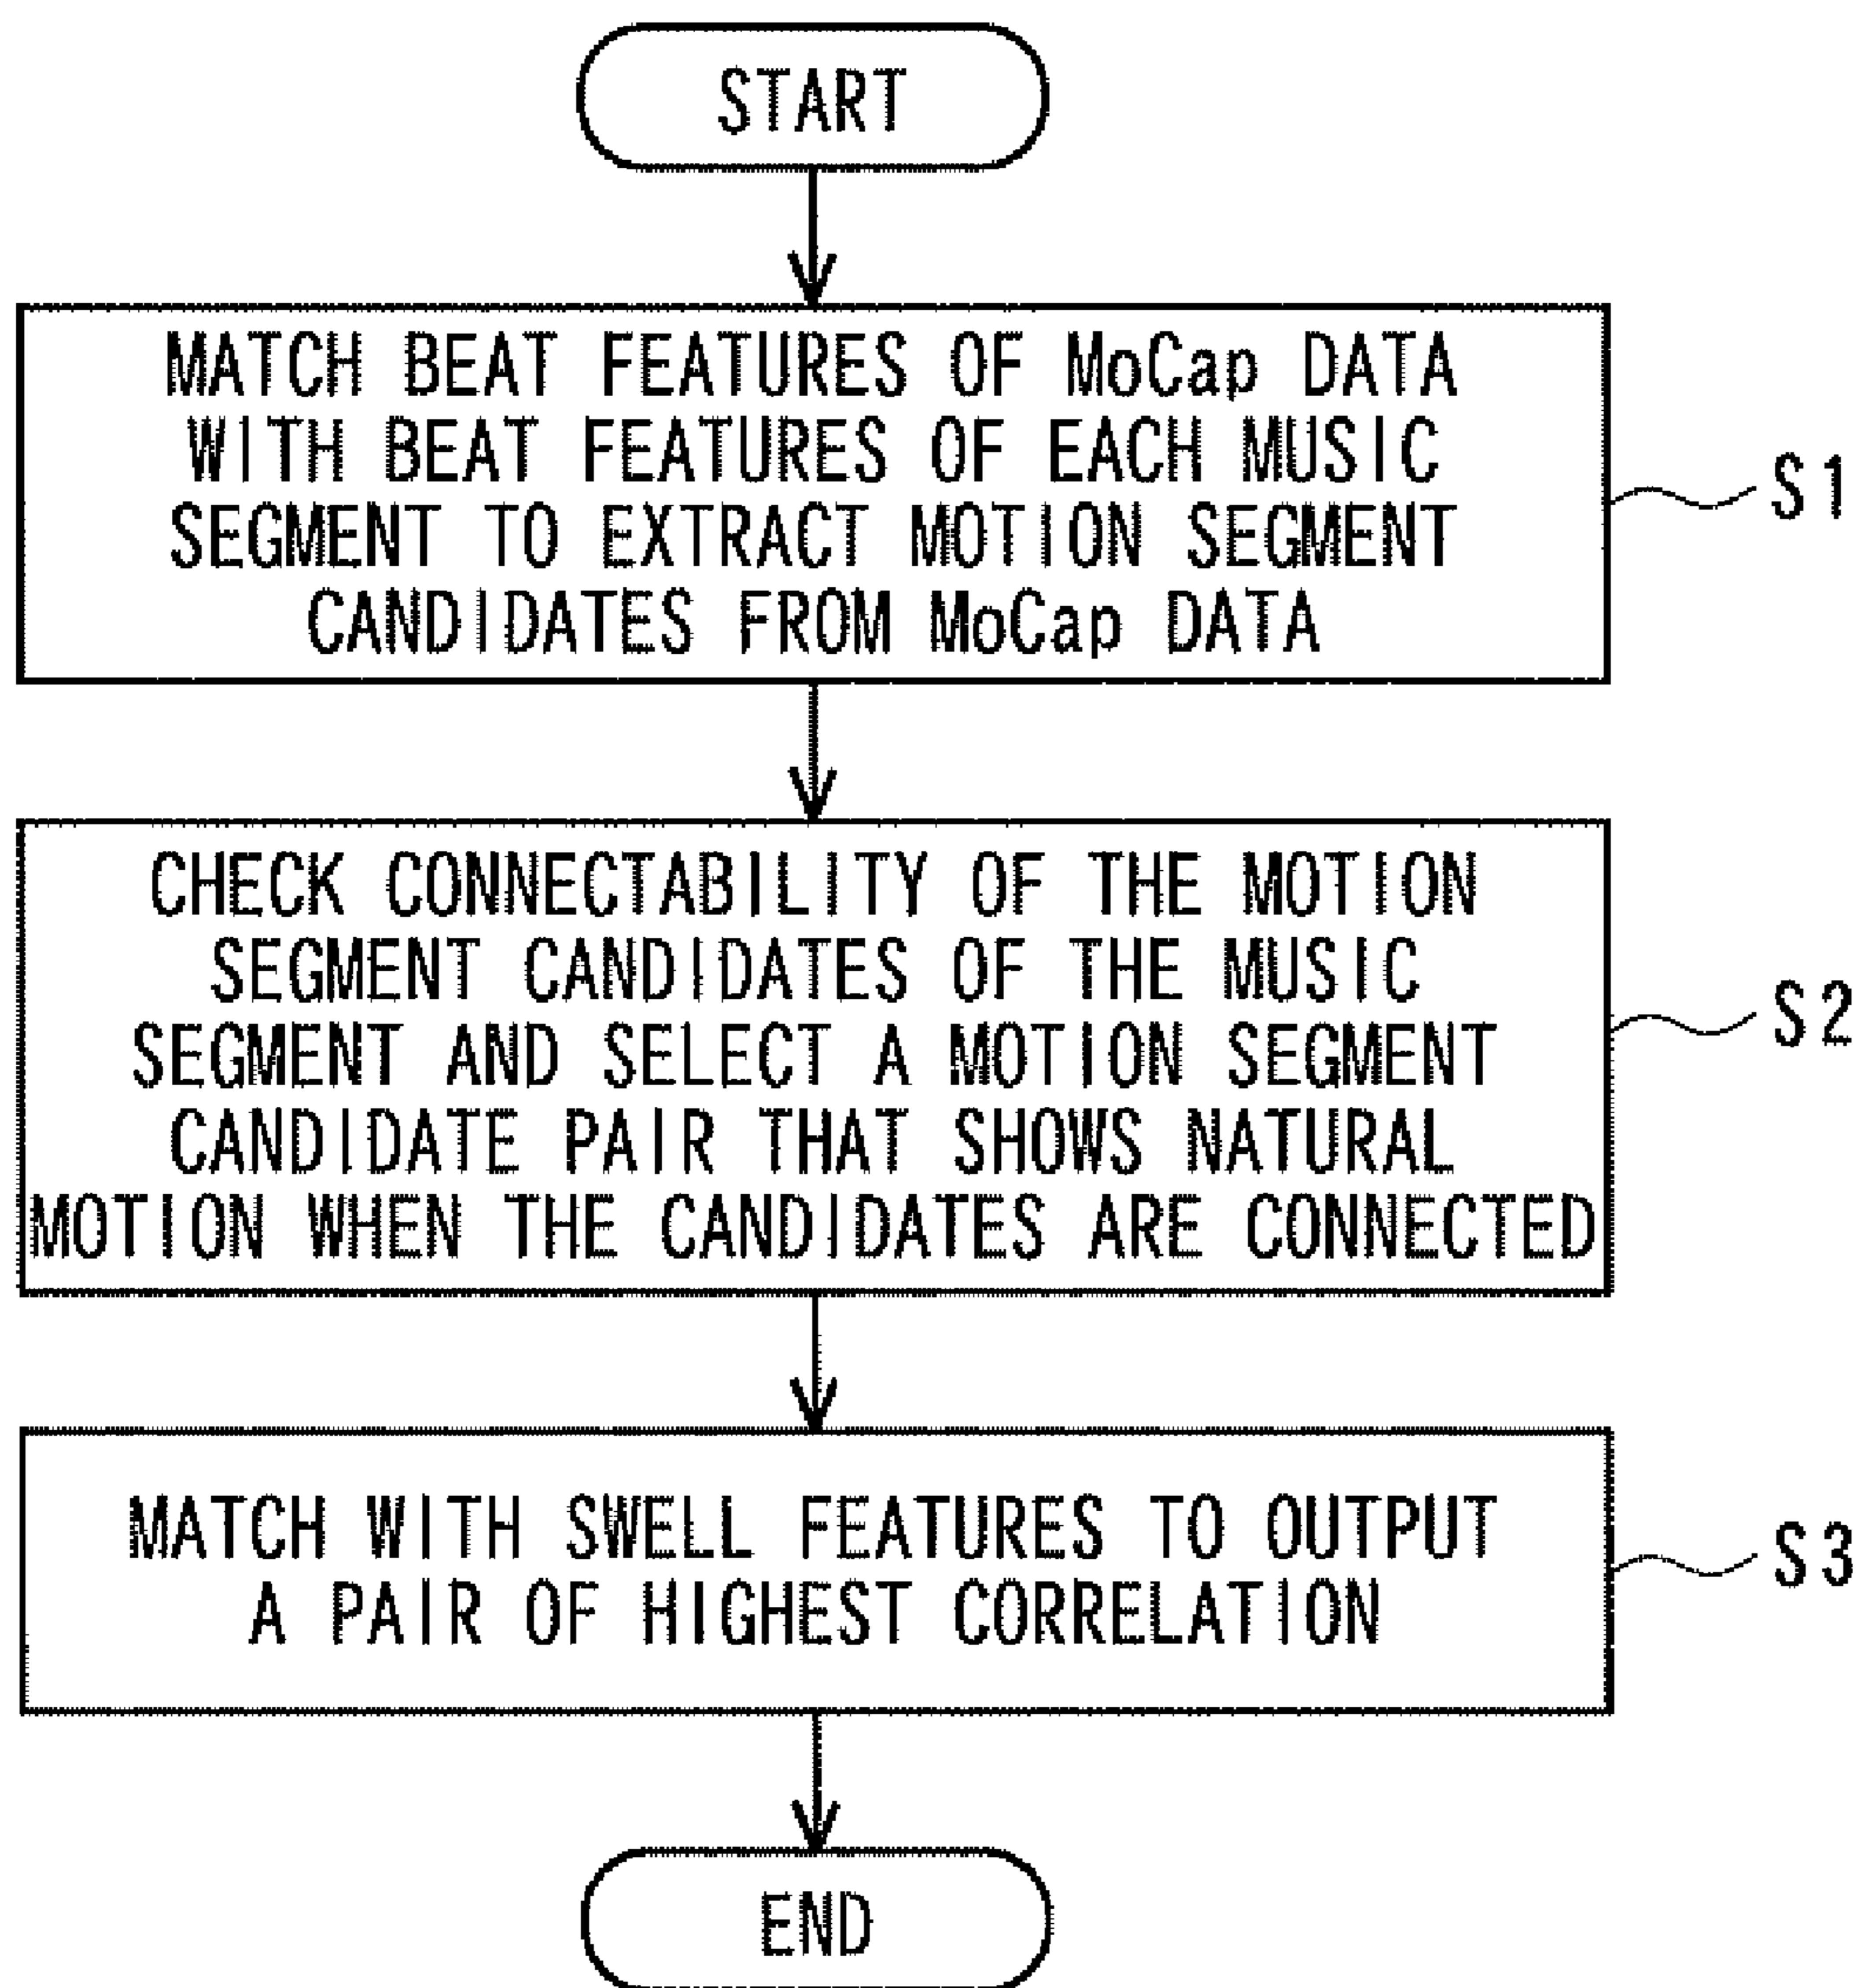 START
MATCH BEAT FEATURES OF MoCap DATA
WITH BEAT FEATURES OF EACH MUSIC
SEGMENT TO EXTRACT MOTION SEGMENT
CANDIDATES FROM MoCap DATA
S1
CHECK CONNECTABILITY OF THE MOTION
SEGMENT CANDIDATES OF THE MUSIC
SEGMENT AND SELECT A MOTION SEGMENT
CANDIDATE PAIR THAT SHOWS NATURAL
MOTION WHEN THE CANDIDATES ARE CONNECTED
S2
MATCH WITH SWELL FEATURES TO OUTPUT
A PAIR OF HIGHEST CORRELATION
S3
END